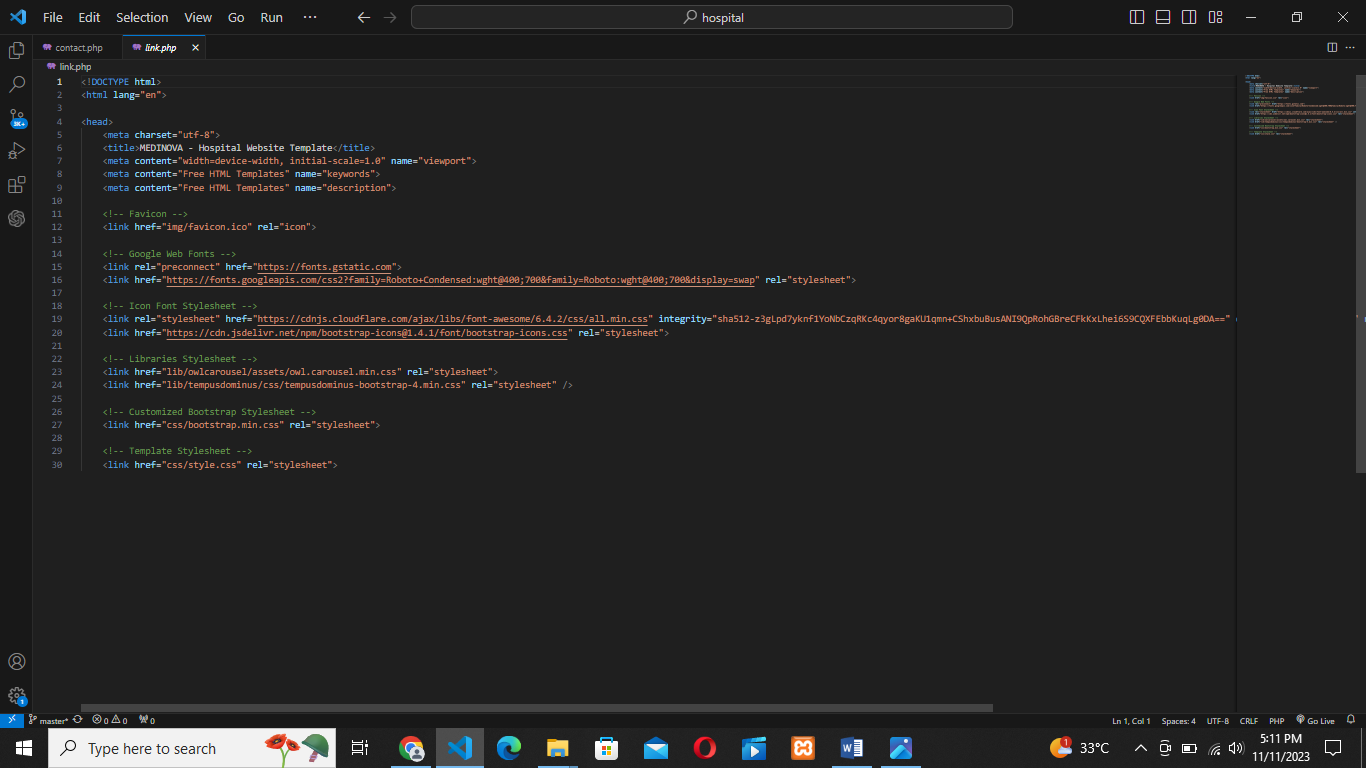 File Edit Selection View Go Run ··· hospital
contact.php link.php
link.php
1 <!DOCTYPE html>
2 <html lang="en">
3
4 <head>
5 <meta charset="utf-8">
6 <title>MEDINOVA - Hospital Website Template</title>
7 <meta content="width=device-width, initial-scale=1.0" name="viewport">
8 <meta content="Free HTML Templates" name="keywords">
9 <meta content="Free HTML Templates" name="description">
10
11 <!-- Favicon -->
12 <link href="img/favicon.ico" rel="icon">
13
14 <!-- Google Web Fonts -->
15 <link rel="preconnect" href="https://fonts.gstatic.com">
16 <link href="https://fonts.googleapis.com/css2?family=Roboto+Condensed:wght@400;700&family=Roboto:wght@400;700&display=swap" rel="stylesheet">
17
18 <!-- Icon Font Stylesheet -->
19 <link rel="stylesheet" href="https://cdnjs.cloudflare.com/ajax/libs/font-awesome/6.4.2/css/all.min.css" integrity="sha512-z3gLpd7yknf1YoNbCzqRKc4qyor8gaKU1qmn+CShxbuBusANI9QpRohGBreCFkKxLhei6S9CQXFEbbKuqLg0DA=="
20 <link href="https://cdn.jsdelivr.net/npm/bootstrap-icons@1.4.1/font/bootstrap-icons.css" rel="stylesheet">
21
22 <!-- Libraries Stylesheet -->
23 <link href="lib/owlcarousel/assets/owl.carousel.min.css" rel="stylesheet">
24 <link href="lib/tempusdominus/css/tempusdominus-bootstrap-4.min.css" rel="stylesheet" />
25
26 <!-- Customized Bootstrap Stylesheet -->
27 <link href="css/bootstrap.min.css" rel="stylesheet">
28
29 <!-- Template Stylesheet -->
30 <link href="css/style.css" rel="stylesheet">
3K+
1
master* 0 0 0 Ln 1, Col 1 Spaces: 4 UTF-8 CRLF PHP Go Live
Type here to search 1 33°C 5:11 PM
11/11/2023